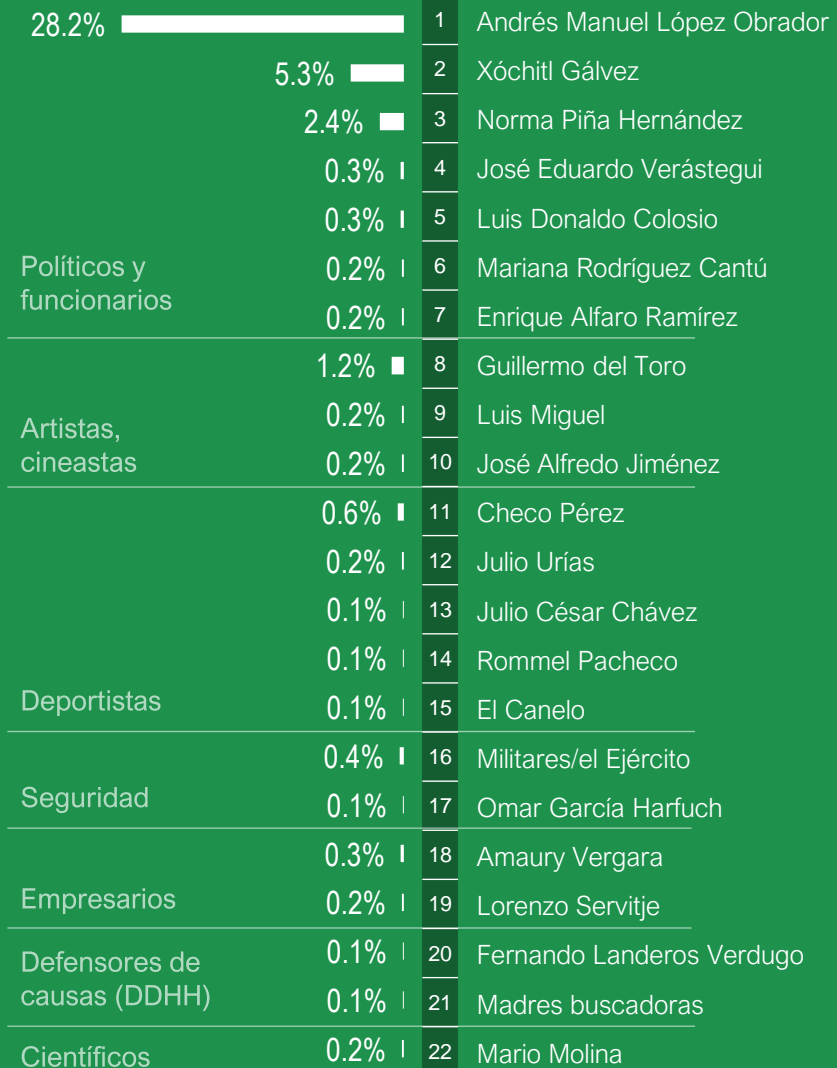 28.2% 1 Andrés Manuel López Obrador
5.3% 2 Xóchitl Gálvez
2.4% 3 Norma Piña Hernández
0.3% 4 José Eduardo Verástegui
0.3% 5 Luis Donaldo Colosio
Políticos y
funcionarios
0.2% 6 Mariana Rodríguez Cantú
0.2% 7 Enrique Alfaro Ramírez
1.2% 8 Guillermo del Toro
Artistas,
cineastas
0.2% 9 Luis Miguel
0.2% 10 José Alfredo Jiménez
0.6% 11 Checo Pérez
0.2% 12 Julio Urías
0.1% 13 Julio César Chávez
0.1% 14 Rommel Pacheco
Deportistas
0.1% 15 El Canelo
0.4% 16 Militares/el Ejército
Seguridad
0.1% 17 Omar García Harfuch
0.3% 18 Amaury Vergara
Empresarios
0.2% 19 Lorenzo Servitje
Defensores de
causas (DDHH)
0.1% 20 Fernando Landeros Verdugo
0.1% 21 Madres buscadoras
Científicos
0.2% 22 Mario Molina